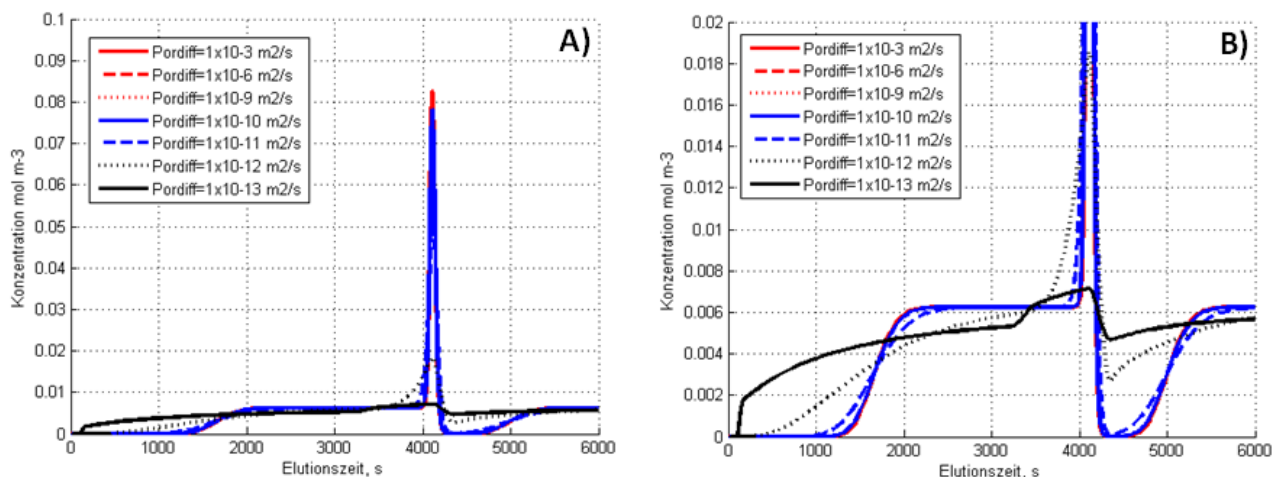 A)
0.1
0.09
0.08
0.07
0.06
0.05
0.04
0.03
0.02
0.01
0
Konzentration mol m-3
Pordiff=1x10-3 m2/s
Pordiff=1x10-6 m2/s
Pordiff=1x10-9 m2/s
Pordiff=1x10-10 m2/s
Pordiff=1x10-11 m2/s
Pordiff=1x10-12 m2/s
Pordiff=1x10-13 m2/s
0 1000 2000 3000 4000 5000 6000
Elutionszeit, s
B)
0.02
0.018
0.016
0.014
0.012
0.01
0.008
0.006
0.004
0.002
0
Konzentration mol m-3
Pordiff=1x10-3 m2/s
Pordiff=1x10-6 m2/s
Pordiff=1x10-9 m2/s
Pordiff=1x10-10 m2/s
Pordiff=1x10-11 m2/s
Pordiff=1x10-12 m2/s
Pordiff=1x10-13 m2/s
0 1000 2000 3000 4000 5000 6000
Elutionszeit, s